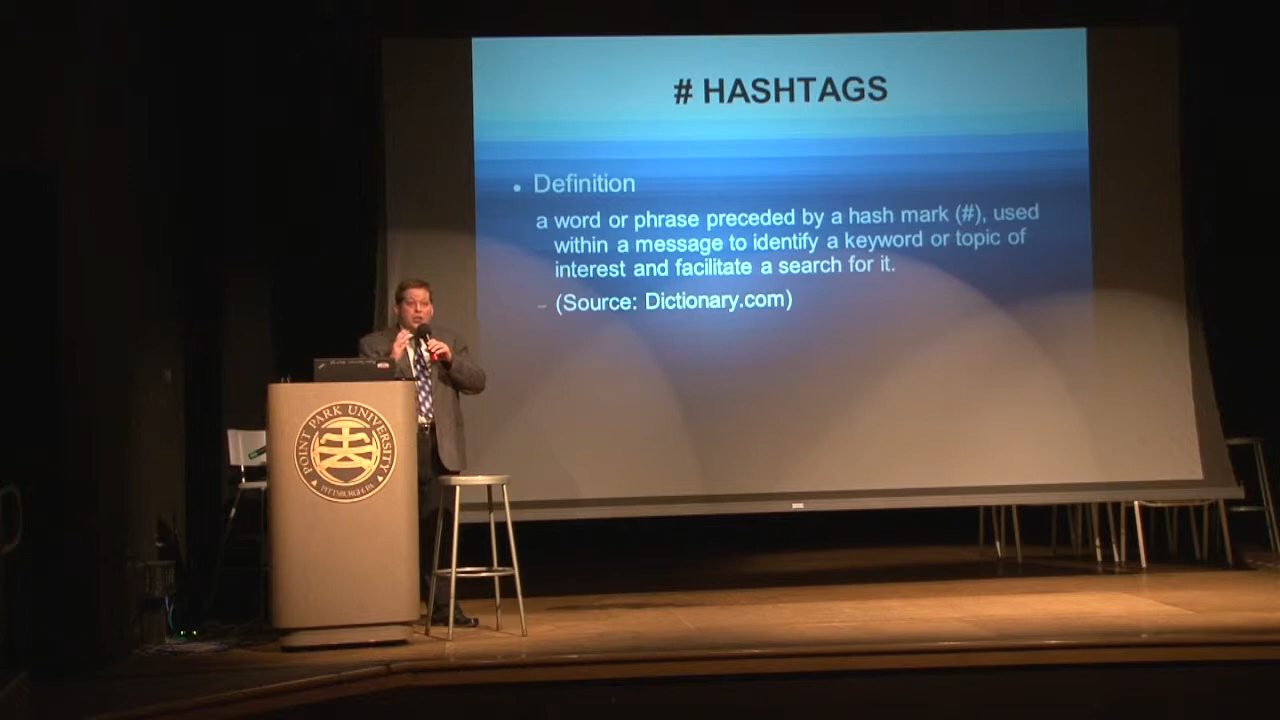 # HASHTAGS
• Definition
a word or phrase preceded by a hash mark (#), used
within a message to identify a keyword or topic of
interest and facilitate a search for it.
– (Source: Dictionary.com)
POINT PARK UNIVERSITY
PITTSBURGH, PA